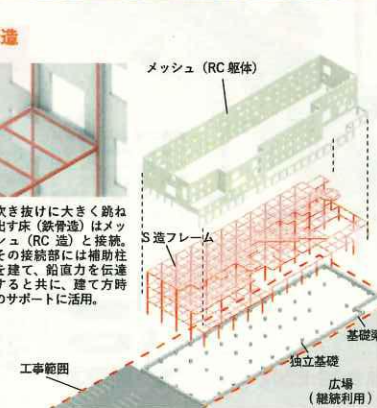 造
メッシュ（RC 躯体）
吹き抜けに大きく跳ね
出す床（鉄骨造）はメッ
シュ（RC 造）と接続。
その接続部には補助柱
を建て、鉛直力を伝達
すると共に、建て方時
のサポートに活用。
S造フレーム
基礎梁
独立基礎
工事範囲
広場
（継続利用）